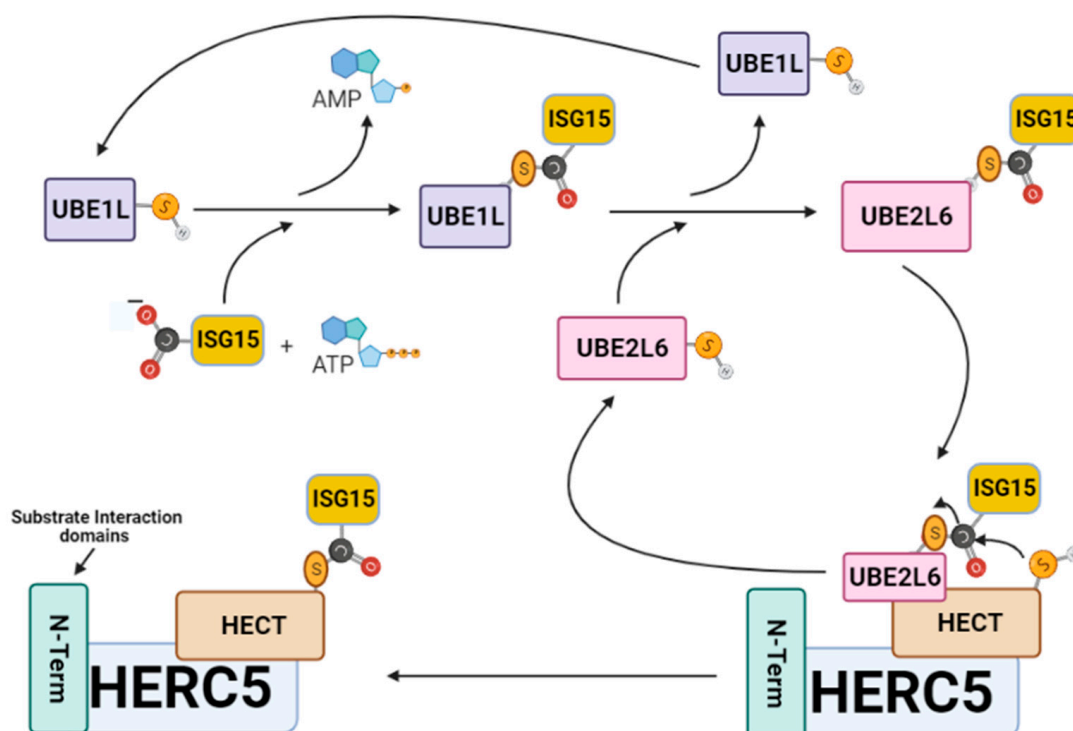 UBE1L
S
H
AMP
ISG15
ISG15
UBE1L
S
H
S
C
O
UBE1L
S
C
O
UBE2L6
O
C
O
−
ISG15
+
ATP
P P P
UBE2L6
S
H
Substrate Interaction
domains
ISG15
S
C
O
N-Term
HECT
HERC5
ISG15
S
C
O
S
UBE2L6
N-Term
HECT
HERC5